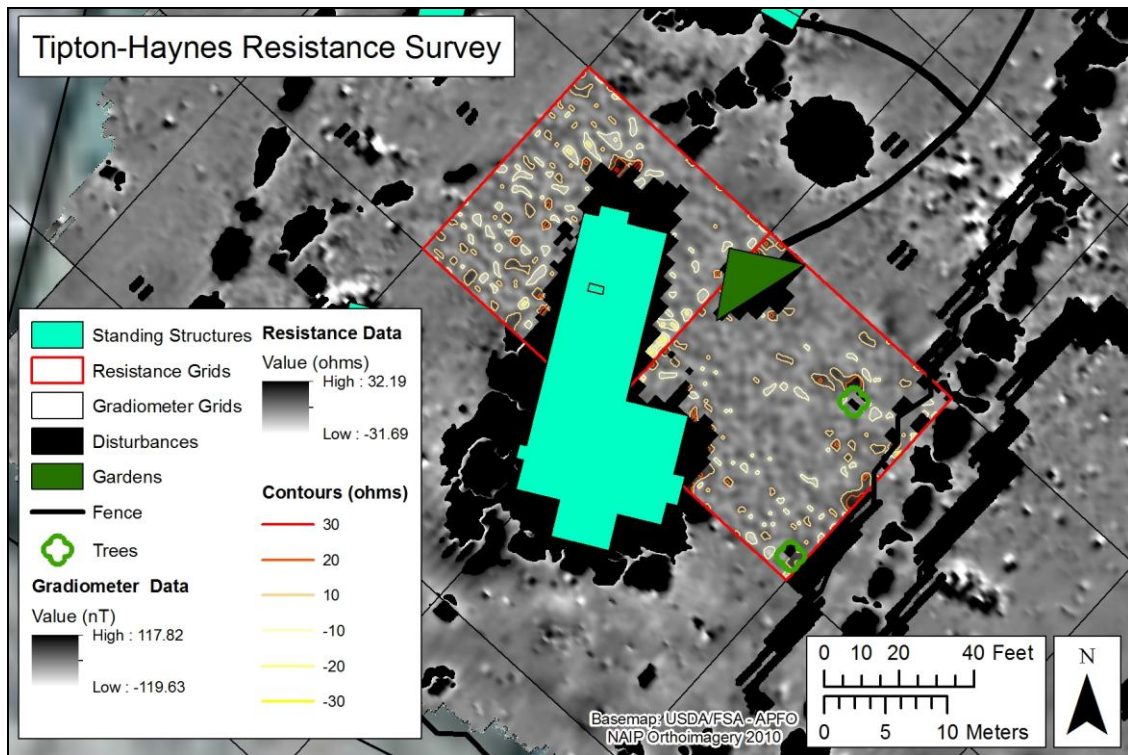 Tipton-Haynes Resistance Survey
Standing Structures
Resistance Grids
Gradiometer Grids
Disturbances
Gardens
Fence
Trees
Gradiometer Data
Value (nT)
High : 117.82
Low : -119.63
Resistance Data
Value (ohms)
High : 32.19
Low : -31.69
Contours (ohms)
30
20
10
-10
-20
-30
Basemap: USDA/FSA - APFO
NAIP Orthoimagery 2010
0 10 20 40 Feet
0 5 10 Meters
N